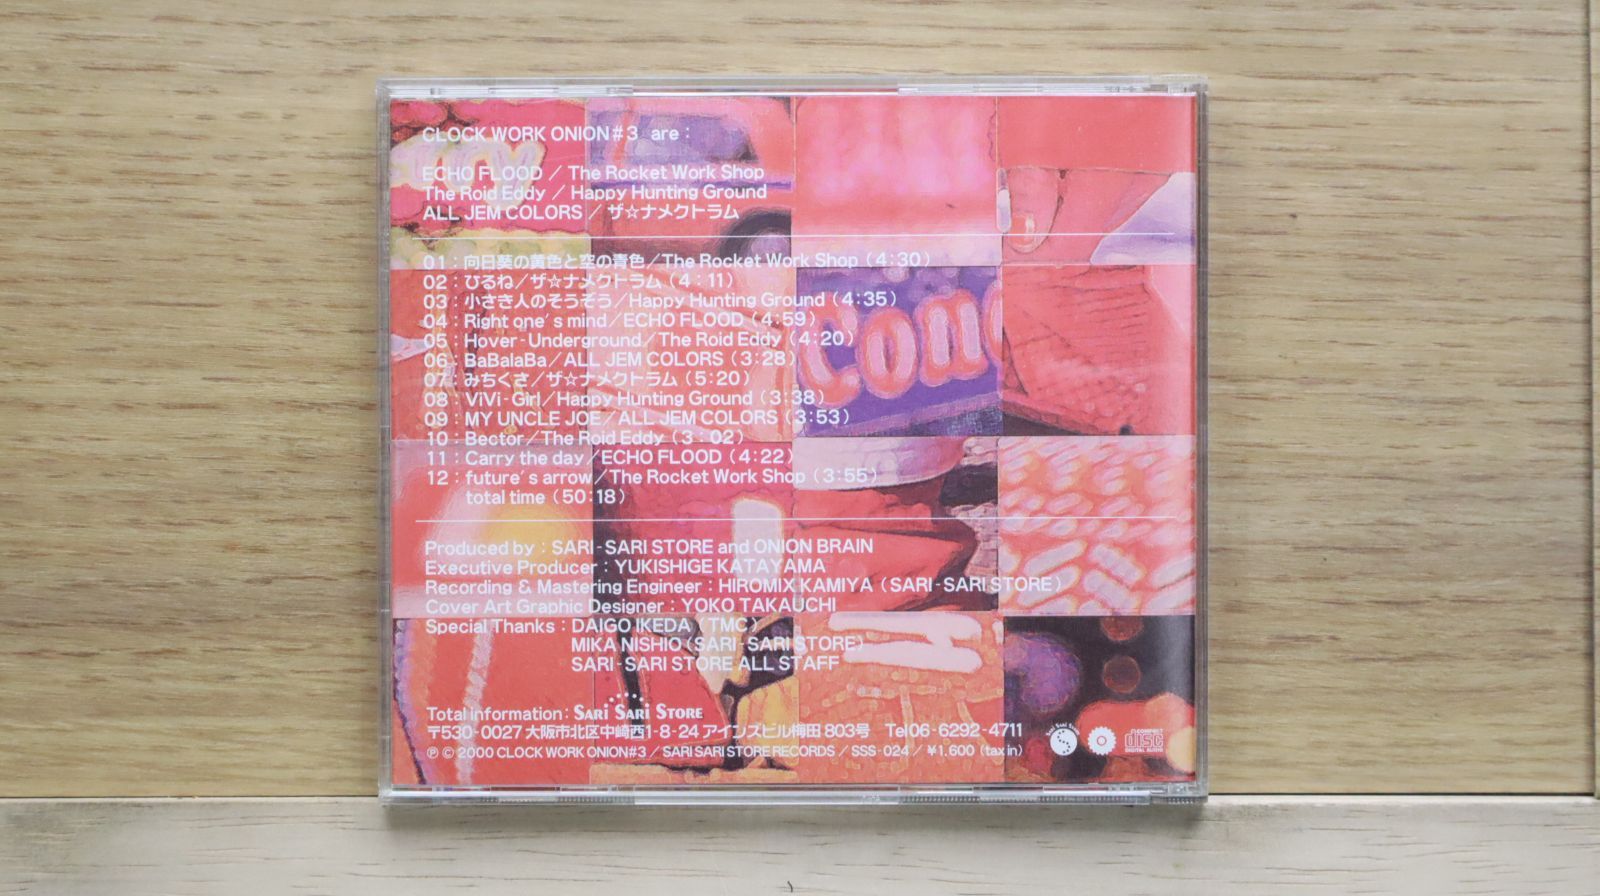 CLOCK WORK ONION#3 are :
ECHO FLOOD / The Rocket Work Shop
The Roid Eddy / Happy Hunting Ground
ALL JEM COLORS / ザ☆ナメクトラム
01 : 向日葵の黄色と空の青色/The Rocket Work Shop (4:30)
02 : ひるね/ザ☆ナメクトラム (4:11)
03 : 小さき人のそうぞう/Happy Hunting Ground (4:35)
04 : Right one's mind/ECHO FLOOD (4:59)
05 : Hover-Underground/The Roid Eddy (4:20)
06 : BaBalaBa/ALL JEM COLORS (3:28)
07 : みちくさ/ザ☆ナメクトラム (5:20)
08 : ViVi-Girl/Happy Hunting Ground (3:38)
09 : MY UNCLE JOE/ALL JEM COLORS (3:53)
10 : Bector/The Roid Eddy (3:02)
11 : Carry the day/ECHO FLOOD (4:22)
12 : future's arrow/The Rocket Work Shop (3:55)
total time (50:18)
Produced by : SARI-SARI STORE and ONION BRAIN
Executive Producer : YUKISHIGE KATAYAMA
Recording & Mastering Engineer : HIROMIX KAMIYA (SARI-SARI STORE)
Cover Art Graphic Designer : YOKO TAKAUCHI
Special Thanks : DAIGO IKEDA (TMC)
MIKA NISHIO (SARI-SARI STORE)
SARI-SARI STORE ALL STAFF
Total information : SARI SARI STORE
〒530-0027 大阪市北区中崎西1-8-24 アインズビル梅田 803号 Tel06-6292-4711
℗ © 2000 CLOCK WORK ONION#3 / SARI SARI STORE RECORDS / SSS-024 / ¥1,600 (tax in)
Sari Sari Store
COMPACT disc DIGITAL AUDIO